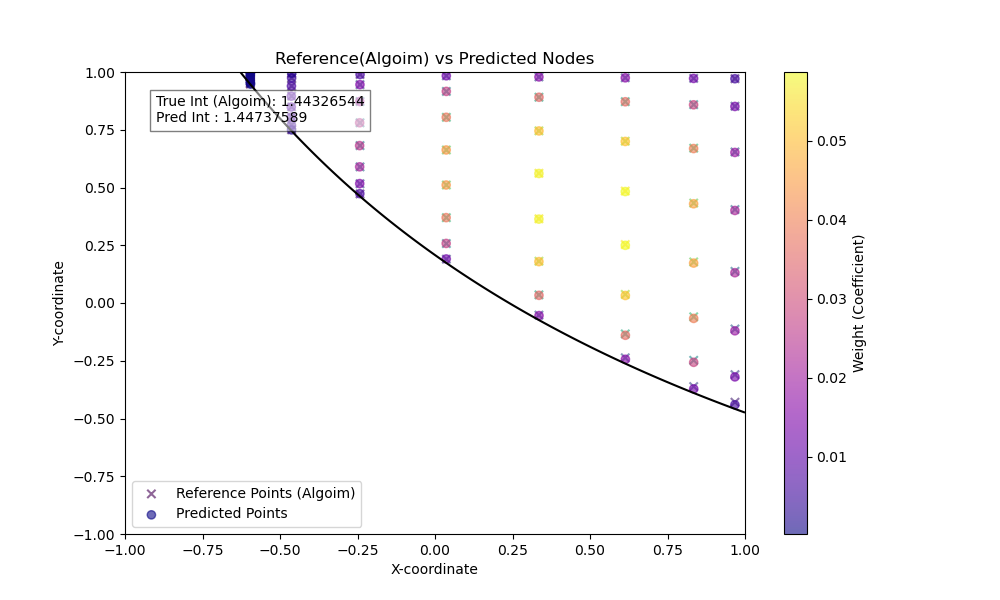 Reference(Algoim) vs Predicted Nodes
True Int (Algoim): 1.44326544
Pred Int : 1.44737589
Y-coordinate
1.00
0.75
0.50
0.25
0.00
−0.25
−0.50
−0.75
−1.00
Reference Points (Algoim)
Predicted Points
−1.00 −0.75 −0.50 −0.25 0.00 0.25 0.50 0.75 1.00
X-coordinate
0.05
0.04
0.03
0.02
0.01
Weight (Coefficient)